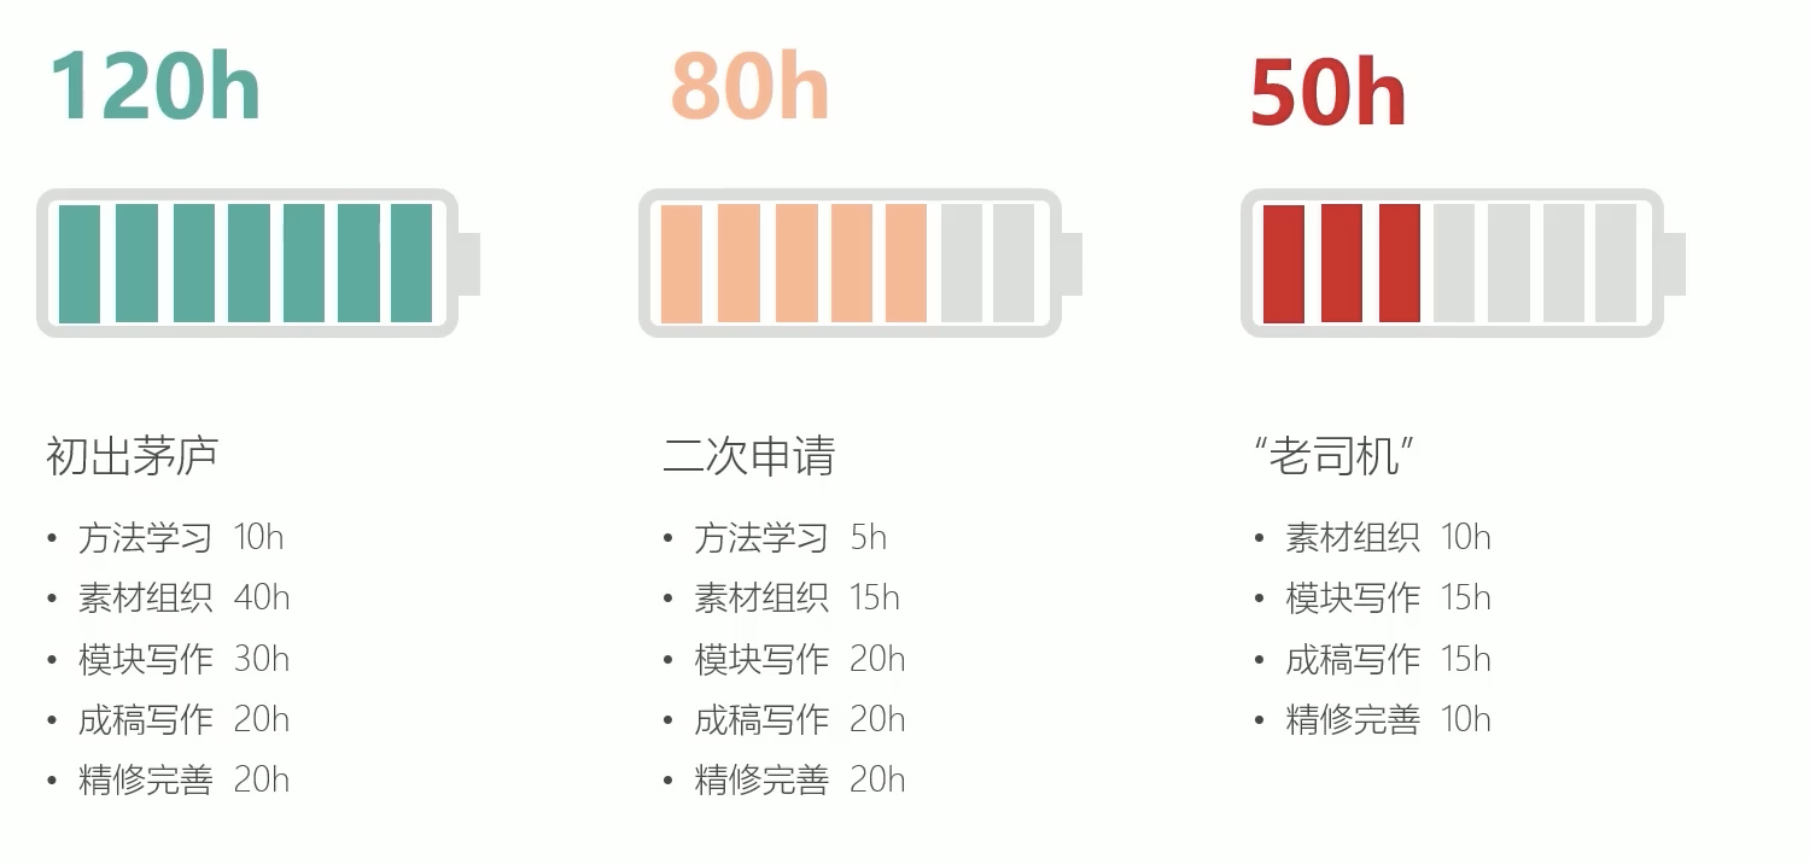 120h
初出茅庐
• 方法学习 10h
• 素材组织 40h
• 模块写作 30h
• 成稿写作 20h
• 精修完善 20h
80h
二次申请
• 方法学习 5h
• 素材组织 15h
• 模块写作 20h
• 成稿写作 20h
• 精修完善 20h
50h
“老司机”
• 素材组织 10h
• 模块写作 15h
• 成稿写作 15h
• 精修完善 10h